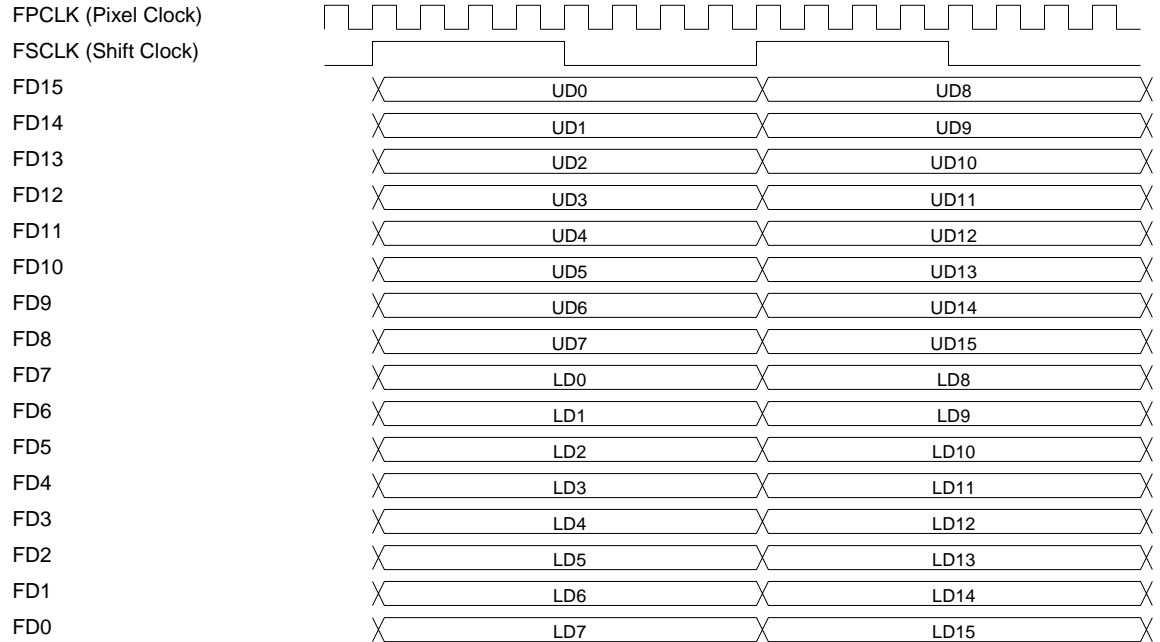 FPCLK (Pixel Clock)
FSCLK (Shift Clock)
FD15 UD0 UD8
FD14 UD1 UD9
FD13 UD2 UD10
FD12 UD3 UD11
FD11 UD4 UD12
FD10 UD5 UD13
FD9 UD6 UD14
FD8 UD7 UD15
FD7 LD0 LD8
FD6 LD1 LD9
FD5 LD2 LD10
FD4 LD3 LD11
FD3 LD4 LD12
FD2 LD5 LD13
FD1 LD6 LD14
FD0 LD7 LD15